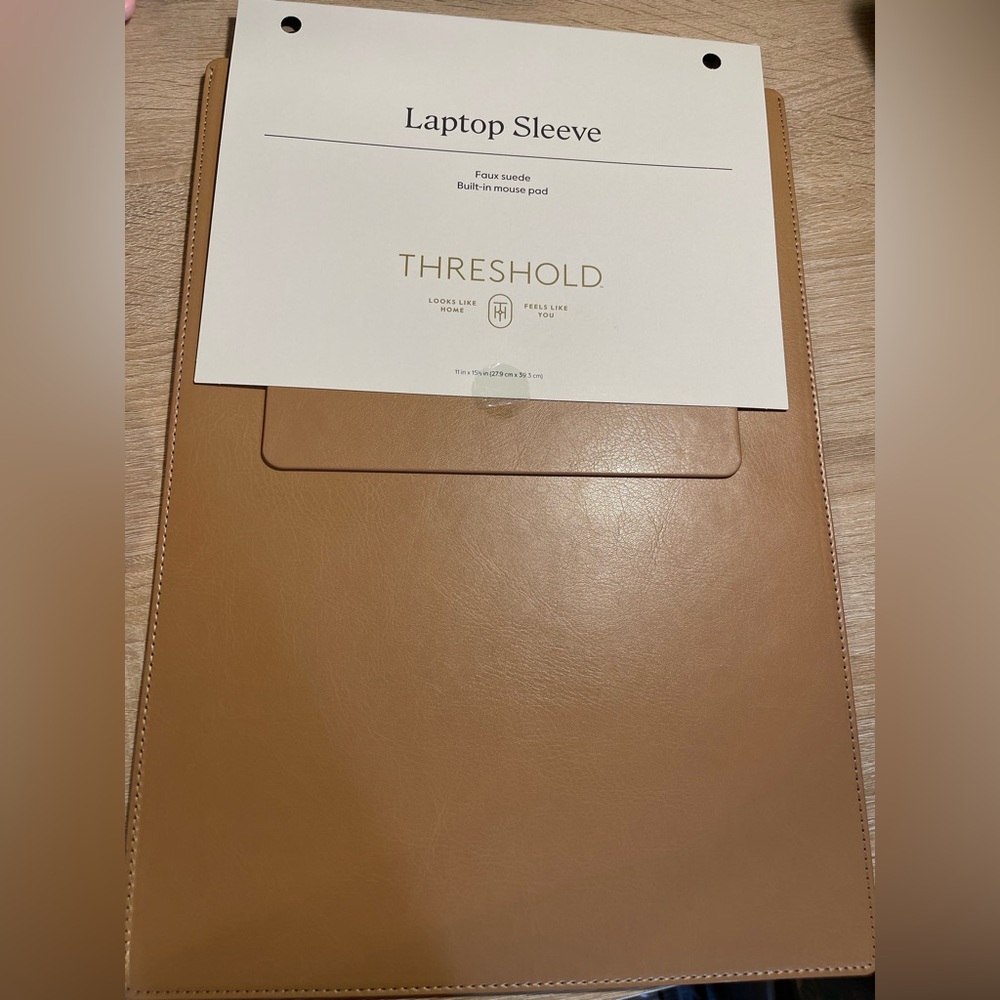 Laptop Sleeve
Faux suede
Built-in mouse pad
THRESHOLD™
LOOKS LIKE
HOME
FEELS LIKE
YOU
11 in x 15½ in (27.9 cm x 39.3 cm)